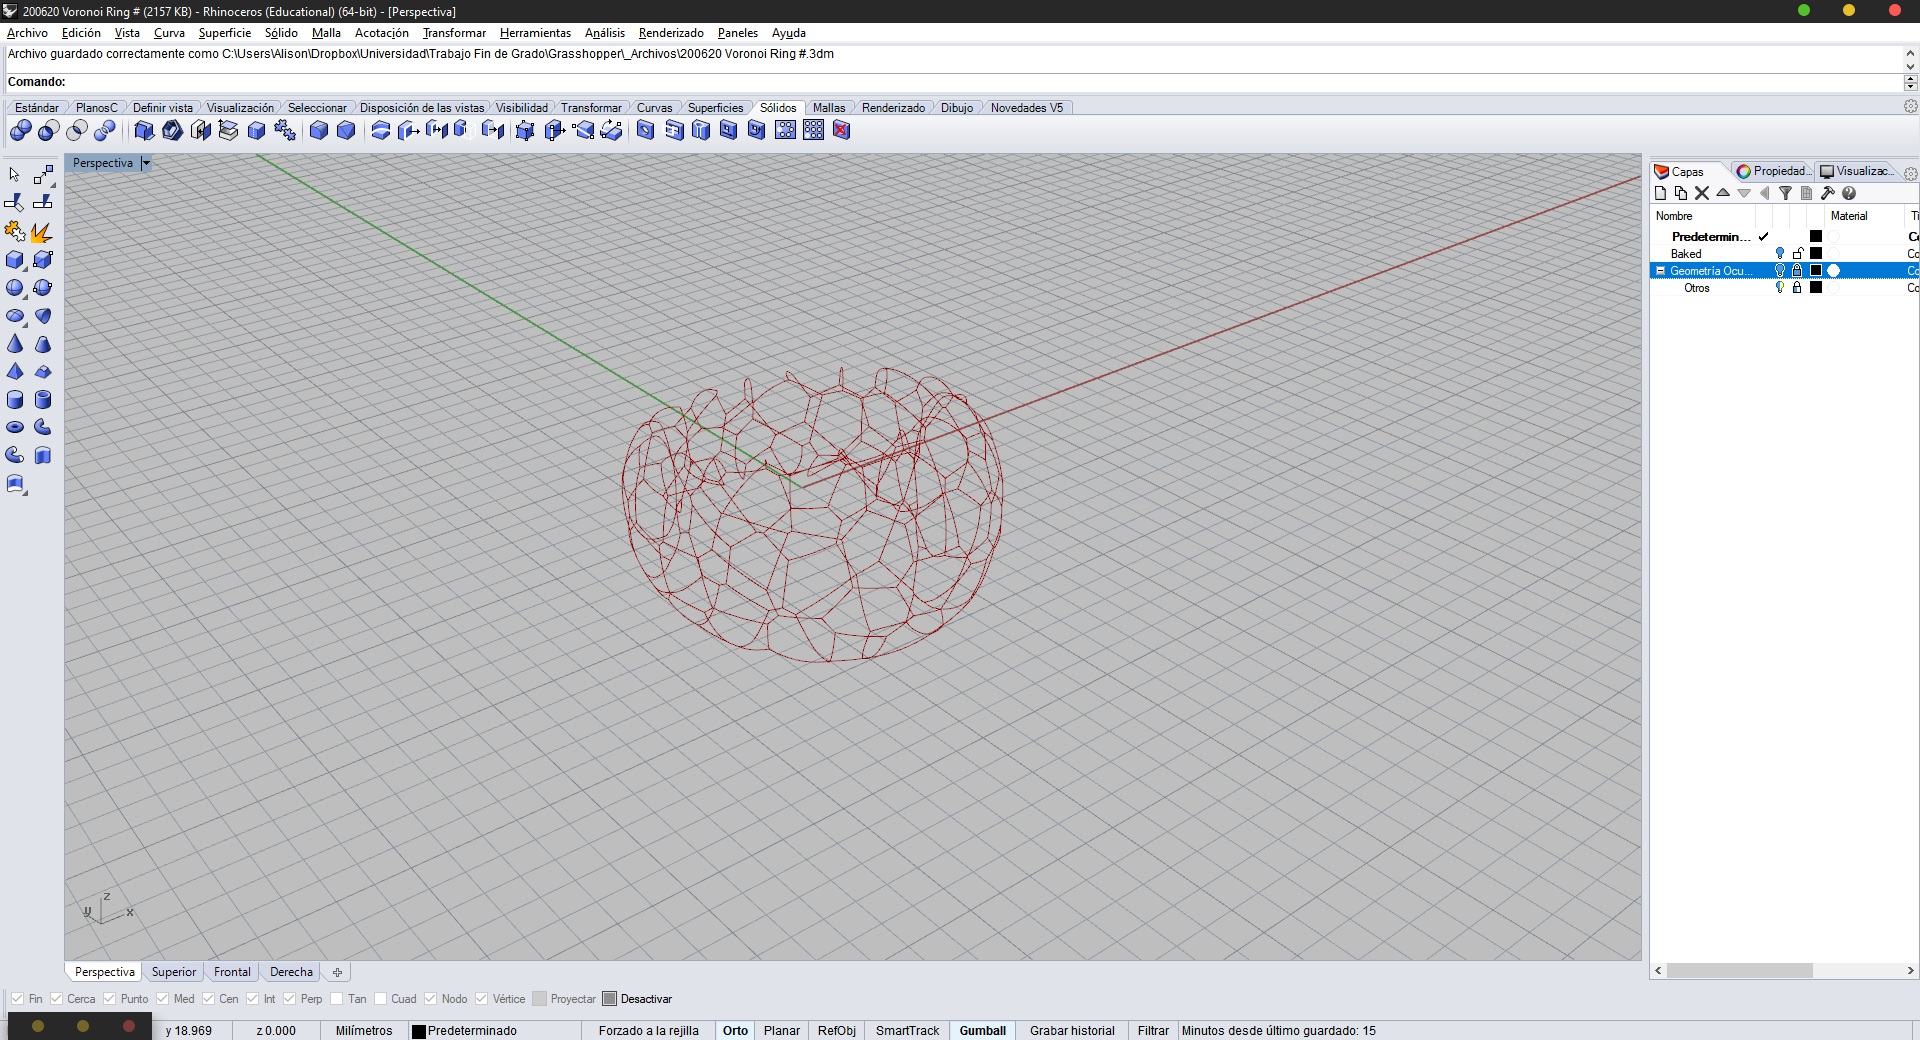 200620 Voronoi Ring # (2157 KB) - Rhinoceros (Educational) (64-bit) - [Perspectiva]
Archivo Edición Vista Curva Superficie Sólido Malla Acotación Transformar Herramientas Análisis Renderizado Paneles Ayuda
Archivo guardado correctamente como C:\Users\Alison\Dropbox\Universidad\Trabajo Fin de Grado\Grasshopper\_Archivos\200620 Voronoi Ring #.3dm
Comando:
Estándar PlanosC Definir vista Visualización Seleccionar Disposición de las vistas Visibilidad Transformar Curvas Superficies Sólidos Mallas Renderizado Dibujo Novedades V5
Perspectiva
Capas Propiedad... Visualizac...
Nombre Material Ti
Predetermin... Co
Baked Co
Geometría Ocu... Co
Otros Co
z
y x
Perspectiva Superior Frontal Derecha
Fin Cerca Punto Med Cen Int Perp Tan Cuad Nodo Vértice Proyectar Desactivar
y 18.969 z 0.000 Milímetros Predeterminado Forzado a la rejilla Orto Planar RefObj SmartTrack Gumball Grabar historial Filtrar Minutos desde último guardado: 15